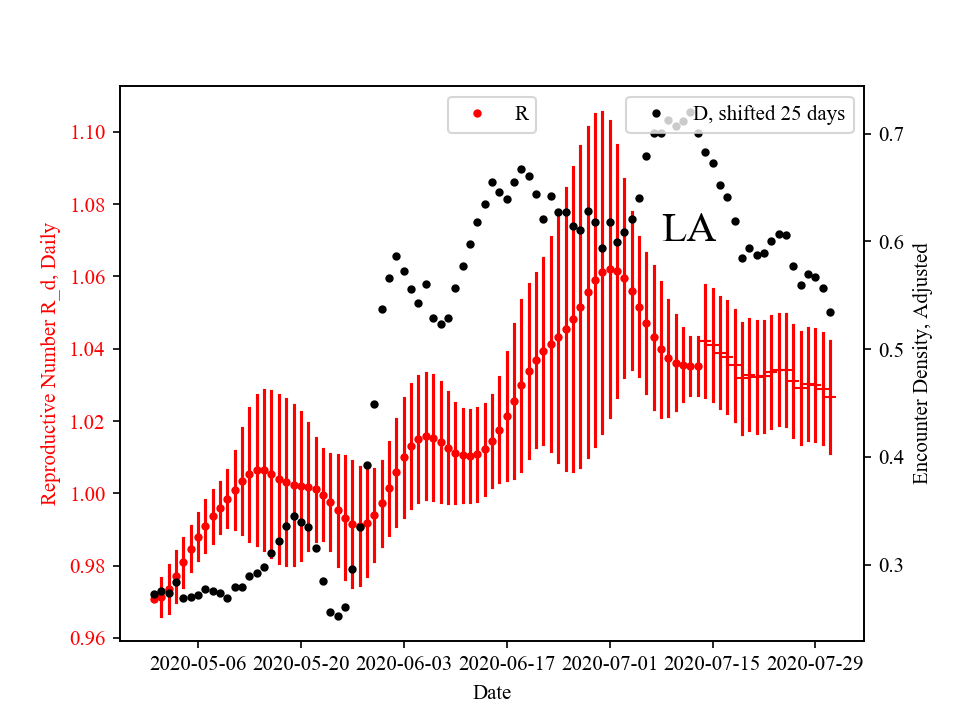 R
D, shifted 25 days
LA
Reproductive Number R_d, Daily
1.10
1.08
1.06
1.04
1.02
1.00
0.98
0.96
0.7
0.6
0.5
0.4
0.3
Encounter Density, Adjusted
2020-05-06 2020-05-20 2020-06-03 2020-06-17 2020-07-01 2020-07-15 2020-07-29
Date